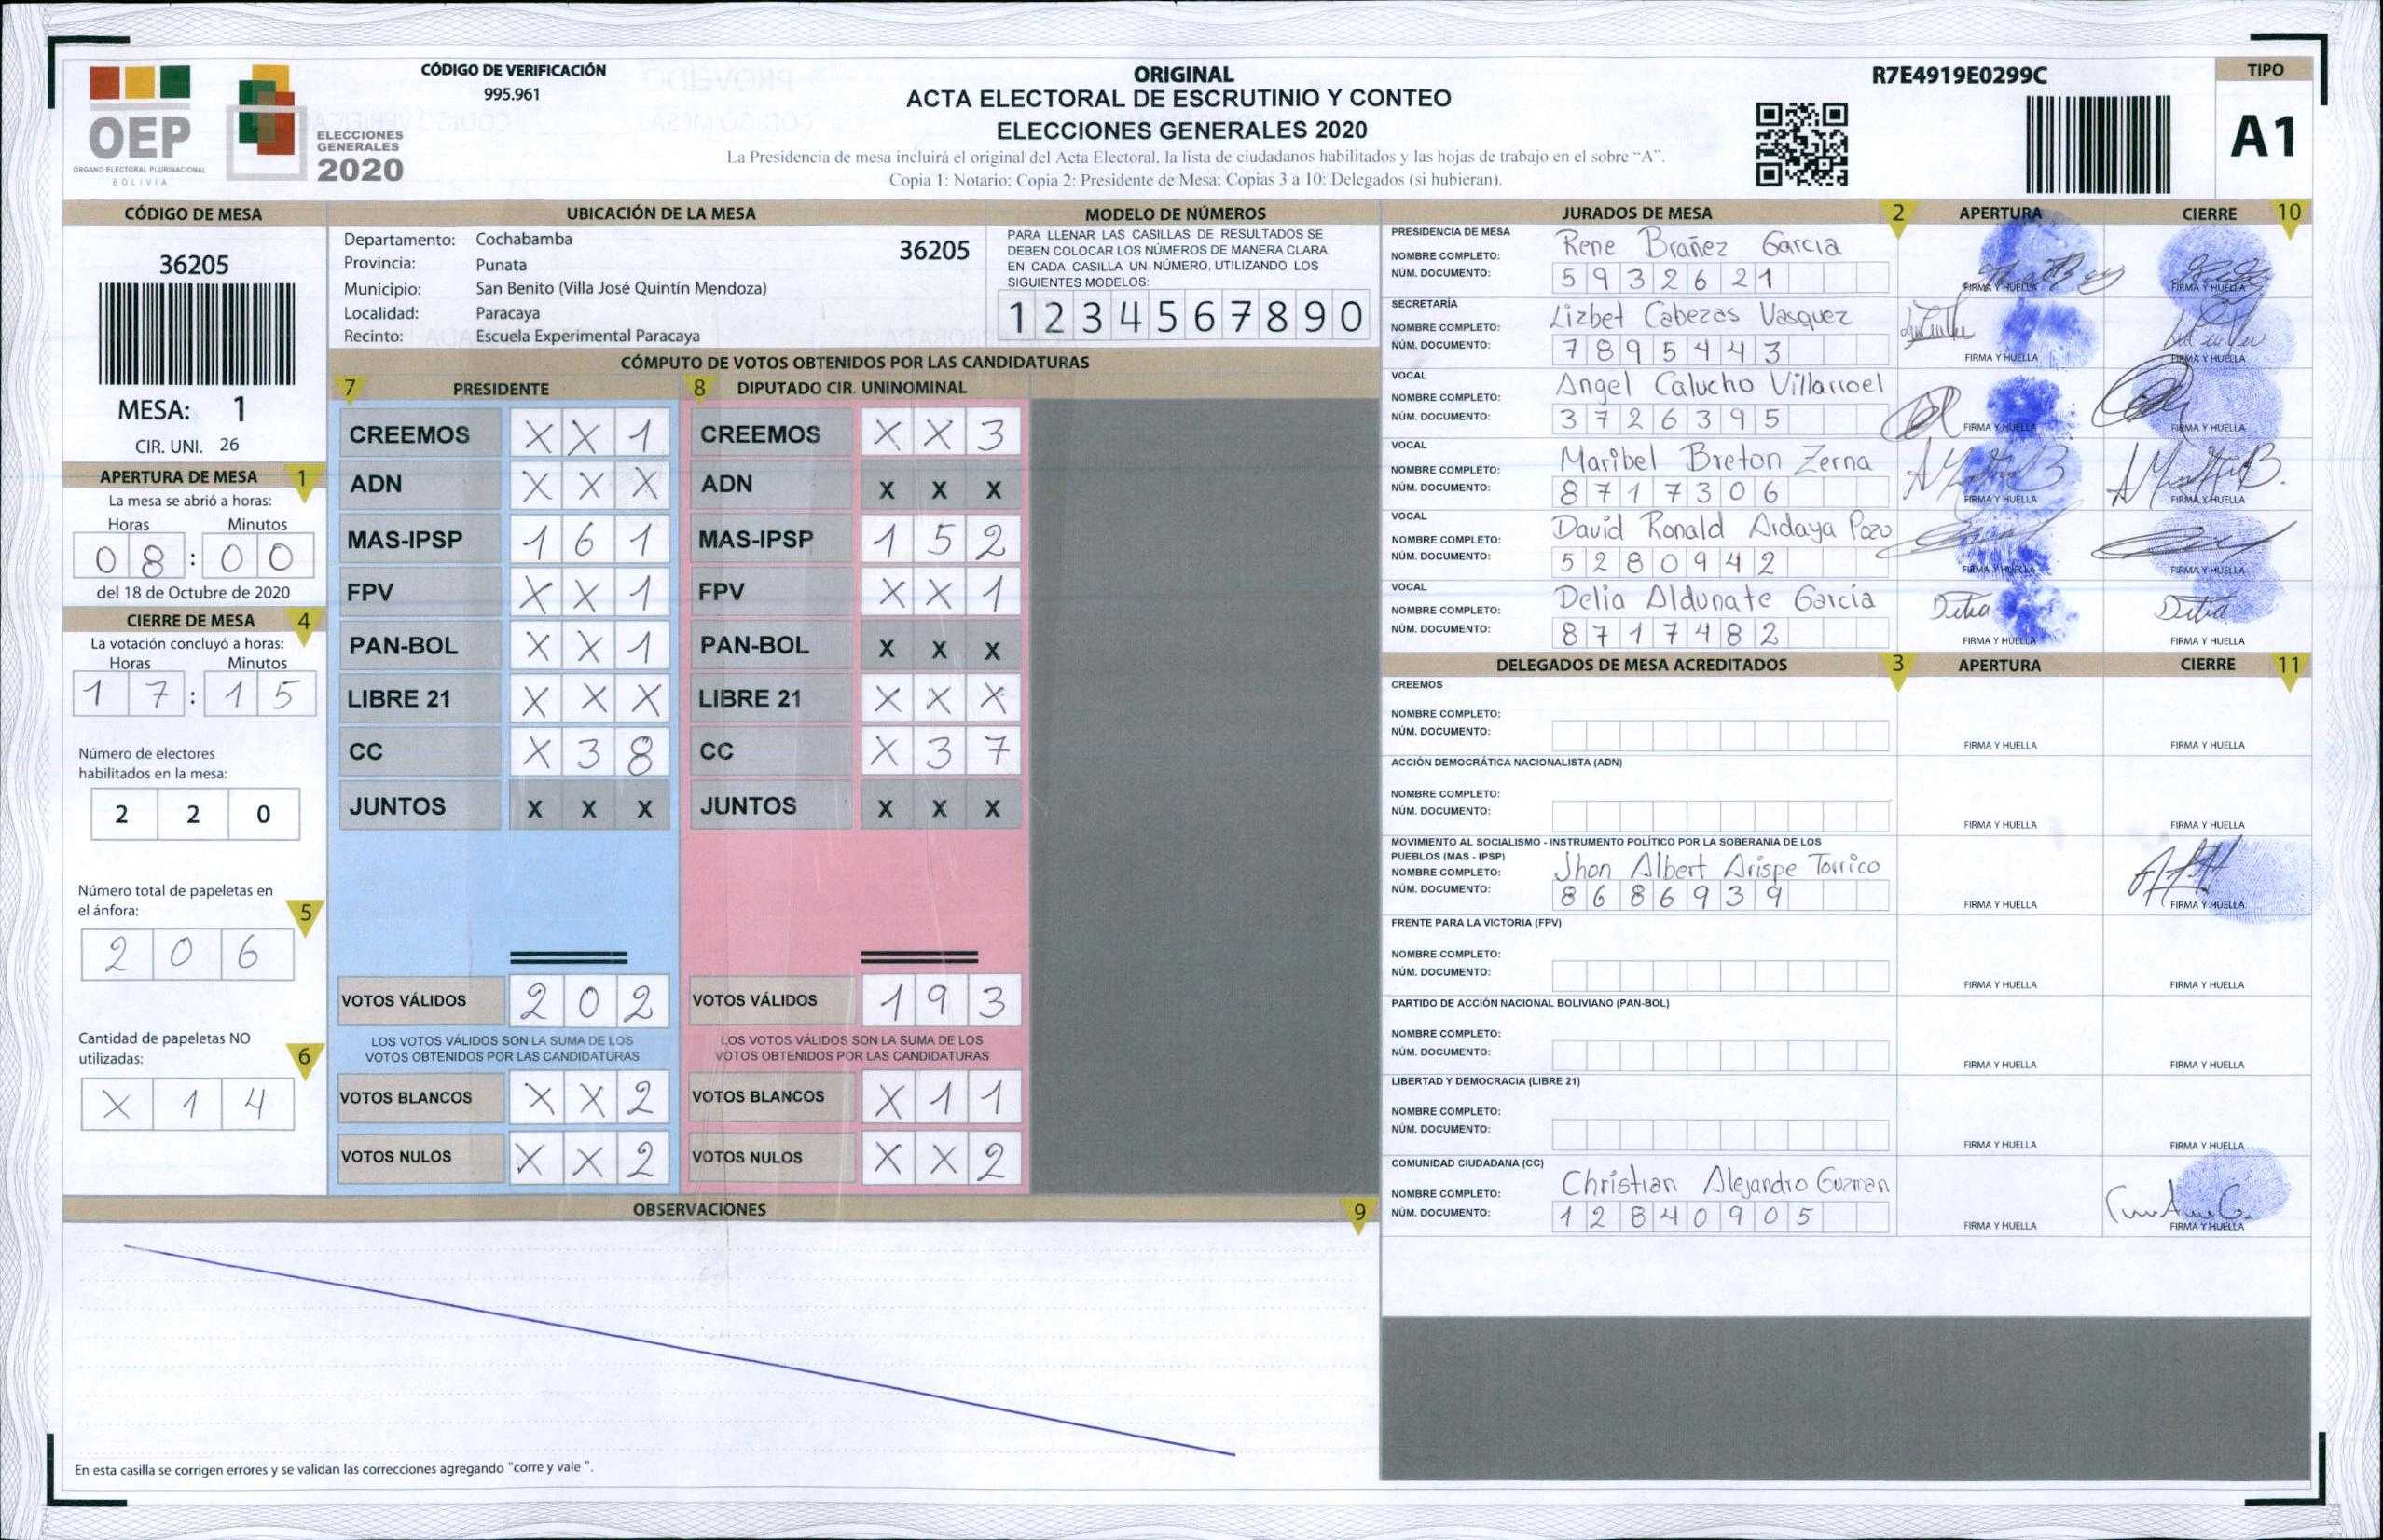 OEP
ÓRGANO ELECTORAL PLURINACIONAL
BOLIVIA
ELECCIONES
GENERALES
2020
CÓDIGO DE VERIFICACIÓN
995.961
ORIGINAL
ACTA ELECTORAL DE ESCRUTINIO Y CONTEO
ELECCIONES GENERALES 2020
La Presidencia de mesa incluirá el original del Acta Electoral, la lista de ciudadanos habilitados y las hojas de trabajo en el sobre "A".
Copia 1: Notario; Copia 2: Presidente de Mesa; Copias 3 a 10: Delegados (si hubieran).
R7E4919E0299C
TIPO
A1
CÓDIGO DE MESA
36205
MESA: 1
CIR. UNI. 26
APERTURA DE MESA 1
La mesa se abrió a horas:
Horas Minutos
0 8 : 0 0
del 18 de Octubre de 2020
CIERRE DE MESA 4
La votación concluyó a horas:
Horas Minutos
1 7 : 1 5
Número de electores
habilitados en la mesa:
2 2 0
Número total de papeletas en
el ánfora: 5
2 0 6
Cantidad de papeletas NO
utilizadas: 6
X 1 4
UBICACIÓN DE LA MESA
Departamento: Cochabamba 36205
Provincia: Punata
Municipio: San Benito (Villa José Quintín Mendoza)
Localidad: Paracaya
Recinto: Escuela Experimental Paracaya
MODELO DE NÚMEROS
PARA LLENAR LAS CASILLAS DE RESULTADOS SE
DEBEN COLOCAR LOS NÚMEROS DE MANERA CLARA.
EN CADA CASILLA UN NÚMERO, UTILIZANDO LOS
SIGUIENTES MODELOS:
1 2 3 4 5 6 7 8 9 0
CÓMPUTO DE VOTOS OBTENIDOS POR LAS CANDIDATURAS
7 PRESIDENTE
CREEMOS X X 1
ADN X X X
MAS-IPSP 1 6 1
FPV X X 1
PAN-BOL X X 1
LIBRE 21 X X X
CC X 3 8
JUNTOS X X X
VOTOS VÁLIDOS 2 0 2
LOS VOTOS VÁLIDOS SON LA SUMA DE LOS
VOTOS OBTENIDOS POR LAS CANDIDATURAS
VOTOS BLANCOS X X 2
VOTOS NULOS X X 2
8 DIPUTADO CIR. UNINOMINAL
CREEMOS X X 3
ADN X X X
MAS-IPSP 1 5 2
FPV X X 1
PAN-BOL X X X
LIBRE 21 X X X
CC X 3 7
JUNTOS X X X
VOTOS VÁLIDOS 1 9 3
LOS VOTOS VÁLIDOS SON LA SUMA DE LOS
VOTOS OBTENIDOS POR LAS CANDIDATURAS
VOTOS BLANCOS X 1 1
VOTOS NULOS X X 2
OBSERVACIONES 9
En esta casilla se corrigen errores y se validan las correcciones agregando "corre y vale ".
JURADOS DE MESA 2 APERTURA CIERRE 10
PRESIDENCIA DE MESA
NOMBRE COMPLETO: Rene Brañez Garcia
NÚM. DOCUMENTO: 5 9 3 2 6 2 1
FIRMA Y HUELLA FIRMA Y HUELLA
SECRETARÍA
NOMBRE COMPLETO: Lizbet Cabezas Vasquez
NÚM. DOCUMENTO: 7 8 9 5 4 4 3
FIRMA Y HUELLA FIRMA Y HUELLA
VOCAL
NOMBRE COMPLETO: Angel Calucho Villarroel
NÚM. DOCUMENTO: 3 7 2 6 3 9 5
FIRMA Y HUELLA FIRMA Y HUELLA
VOCAL
NOMBRE COMPLETO: Maribel Breton Zerna
NÚM. DOCUMENTO: 8 7 1 7 3 0 6
FIRMA Y HUELLA FIRMA Y HUELLA
VOCAL
NOMBRE COMPLETO: David Ronald Aidaya Pozo
NÚM. DOCUMENTO: 5 2 8 0 9 4 2
FIRMA Y HUELLA FIRMA Y HUELLA
VOCAL
NOMBRE COMPLETO: Delia Aldunate Garcia
NÚM. DOCUMENTO: 8 7 1 7 4 8 2
Delia Delia
FIRMA Y HUELLA FIRMA Y HUELLA
DELEGADOS DE MESA ACREDITADOS 3 APERTURA CIERRE 11
CREEMOS
NOMBRE COMPLETO:
NÚM. DOCUMENTO:
FIRMA Y HUELLA FIRMA Y HUELLA
ACCIÓN DEMOCRÁTICA NACIONALISTA (ADN)
NOMBRE COMPLETO:
NÚM. DOCUMENTO:
FIRMA Y HUELLA FIRMA Y HUELLA
MOVIMIENTO AL SOCIALISMO - INSTRUMENTO POLÍTICO POR LA SOBERANIA DE LOS
PUEBLOS (MAS - IPSP)
NOMBRE COMPLETO: Jhon Albert Arispe Torrico
NÚM. DOCUMENTO: 8 6 8 6 9 3 9
FIRMA Y HUELLA FIRMA Y HUELLA
FRENTE PARA LA VICTORIA (FPV)
NOMBRE COMPLETO:
NÚM. DOCUMENTO:
FIRMA Y HUELLA FIRMA Y HUELLA
PARTIDO DE ACCIÓN NACIONAL BOLIVIANO (PAN-BOL)
NOMBRE COMPLETO:
NÚM. DOCUMENTO:
FIRMA Y HUELLA FIRMA Y HUELLA
LIBERTAD Y DEMOCRACIA (LIBRE 21)
NOMBRE COMPLETO:
NÚM. DOCUMENTO:
FIRMA Y HUELLA FIRMA Y HUELLA
COMUNIDAD CIUDADANA (CC)
NOMBRE COMPLETO: Christian Alejandro Guzman
NÚM. DOCUMENTO: 1 2 8 4 0 9 0 5
FIRMA Y HUELLA FIRMA Y HUELLA